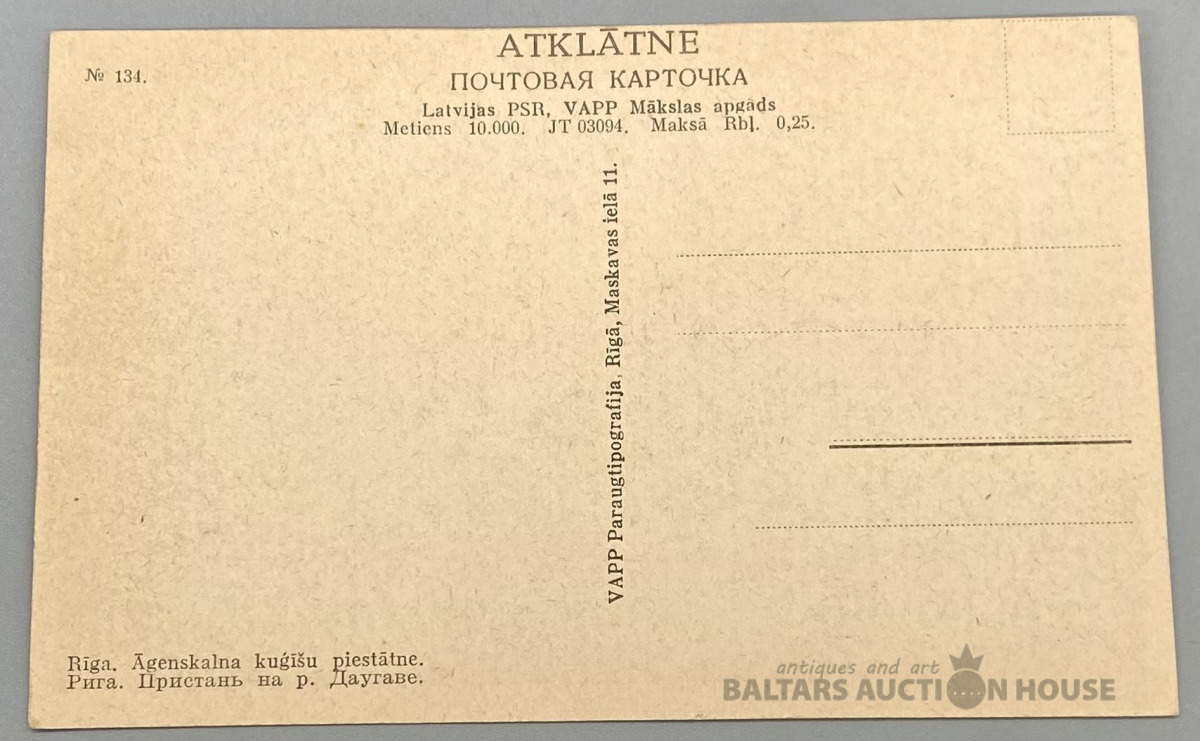 ATKLĀTNE
№ 134.
ПОЧТОВАЯ КАРТОЧКА
Latvijas PSR, VAPP Mākslas apgāds
Metiens 10.000. JT 03094. Maksā Rbļ. 0,25.
VAPP Paraugtipografija, Rīgā, Maskavas ielā 11.
Rīga. Āgenskalna kuģīšu piestātne.
Рига. Пристань на р. Даугаве.
antiques and art
BALTARS AUCTION HOUSE